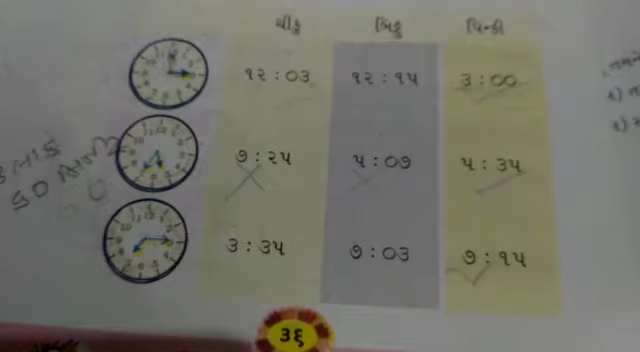 ચીકુ બિટ્ટુ પિન્કી
૧૨ : ૦૩ ૧૨ : ૧૫ ૩ : ૦૦
૭ : ૨૫ ૫ : ૦૭ ૫ : ૩૫
૩ : ૩૫ ૭ : ૦૩ ૭ : ૧૫
૩૬